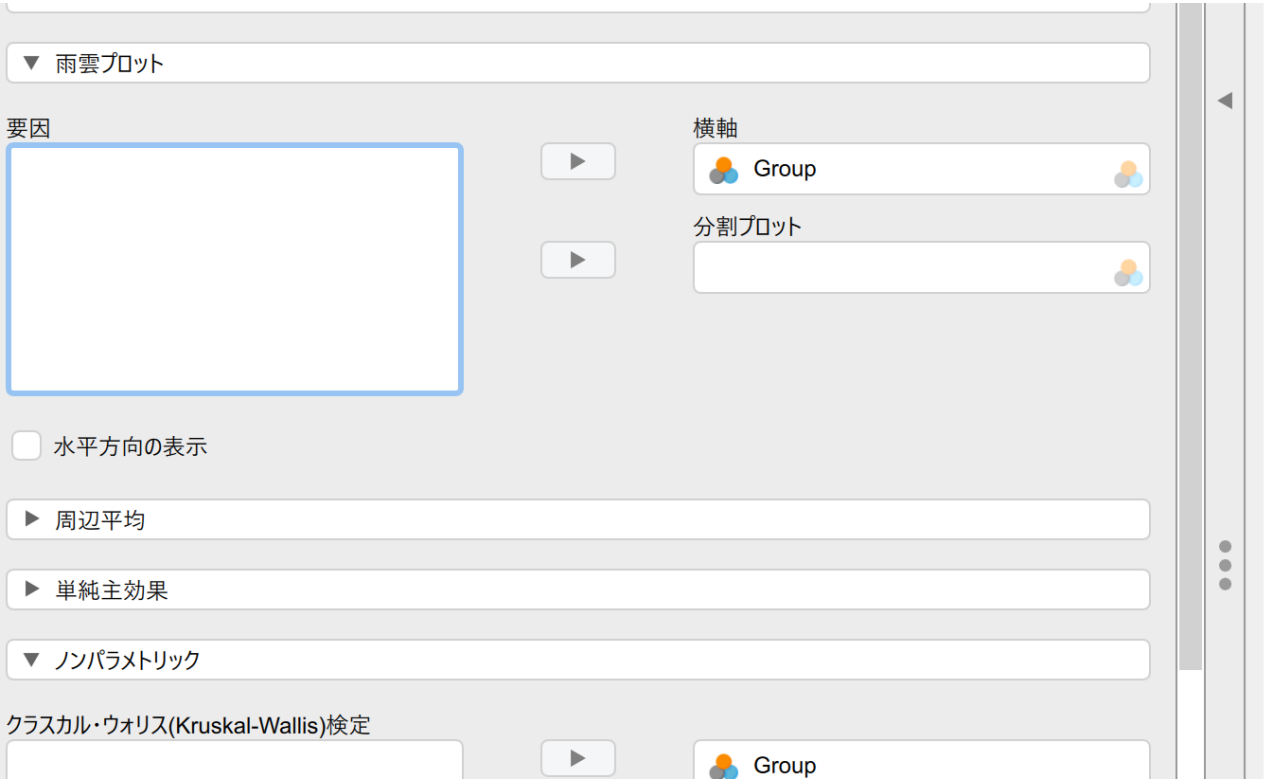 雨雲プロット
要因
横軸
Group
分割プロット
水平方向の表示
周辺平均
単純主効果
ノンパラメトリック
クラスカル・ウォリス(Kruskal-Wallis)検定
Group